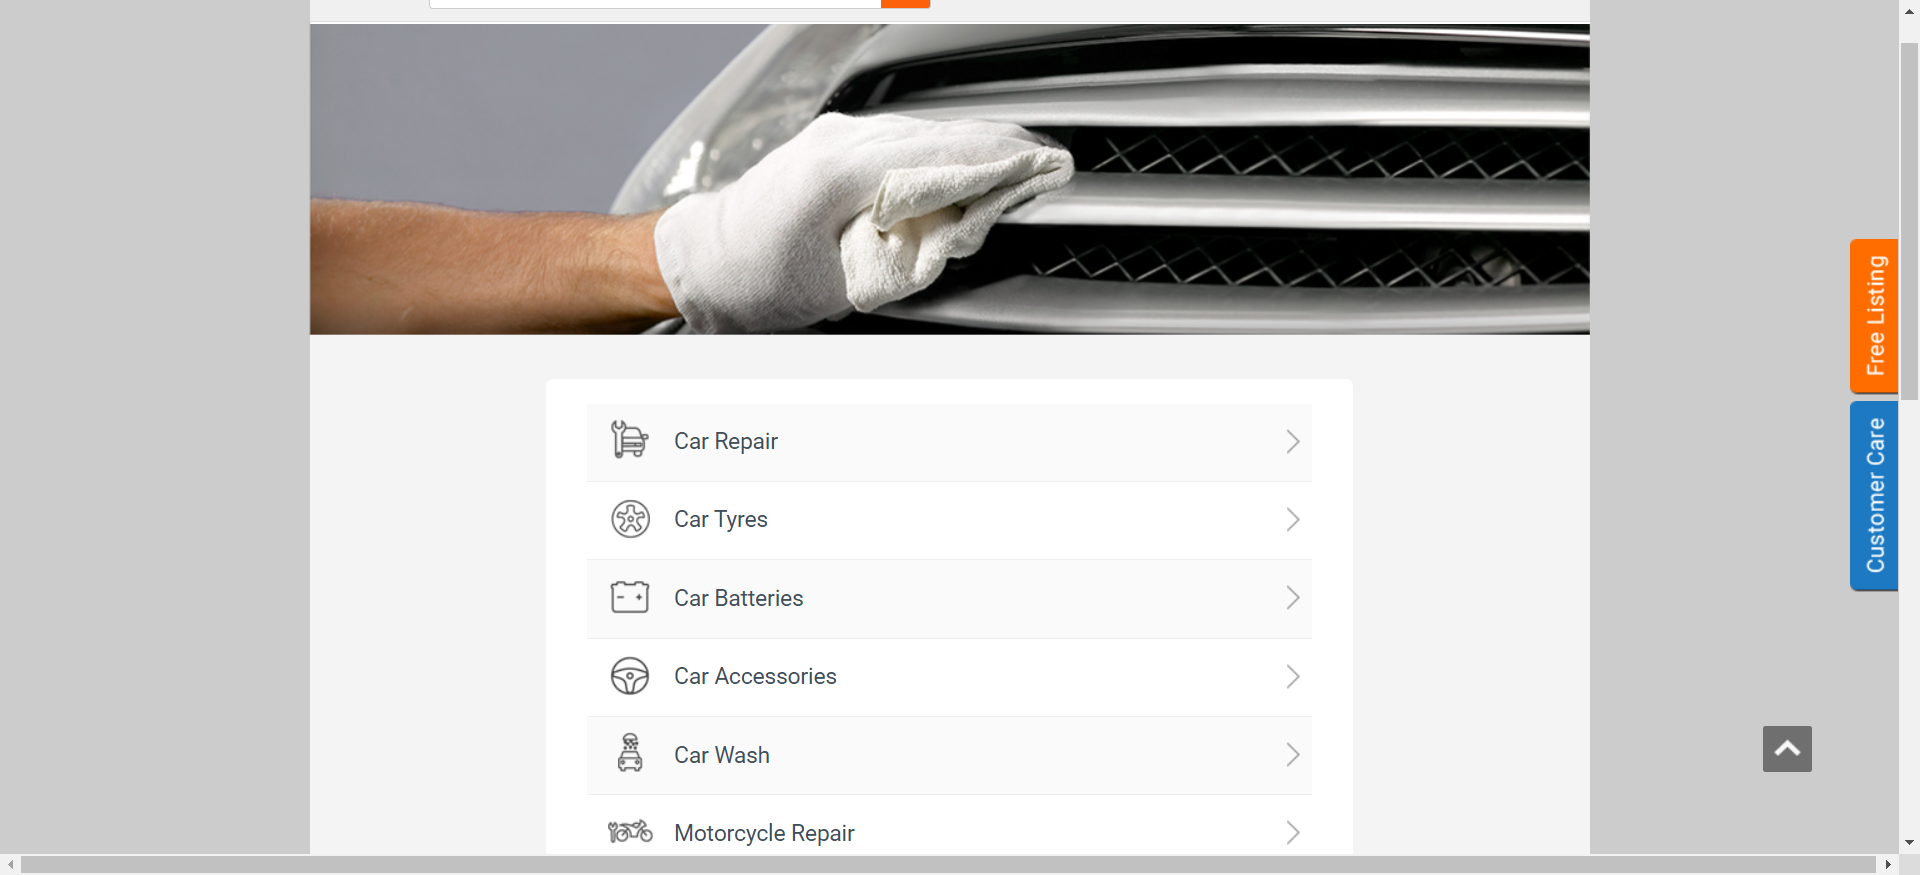 Free Listing
Customer Care
Car Repair
Car Tyres
Car Batteries
Car Accessories
Car Wash
Motorcycle Repair